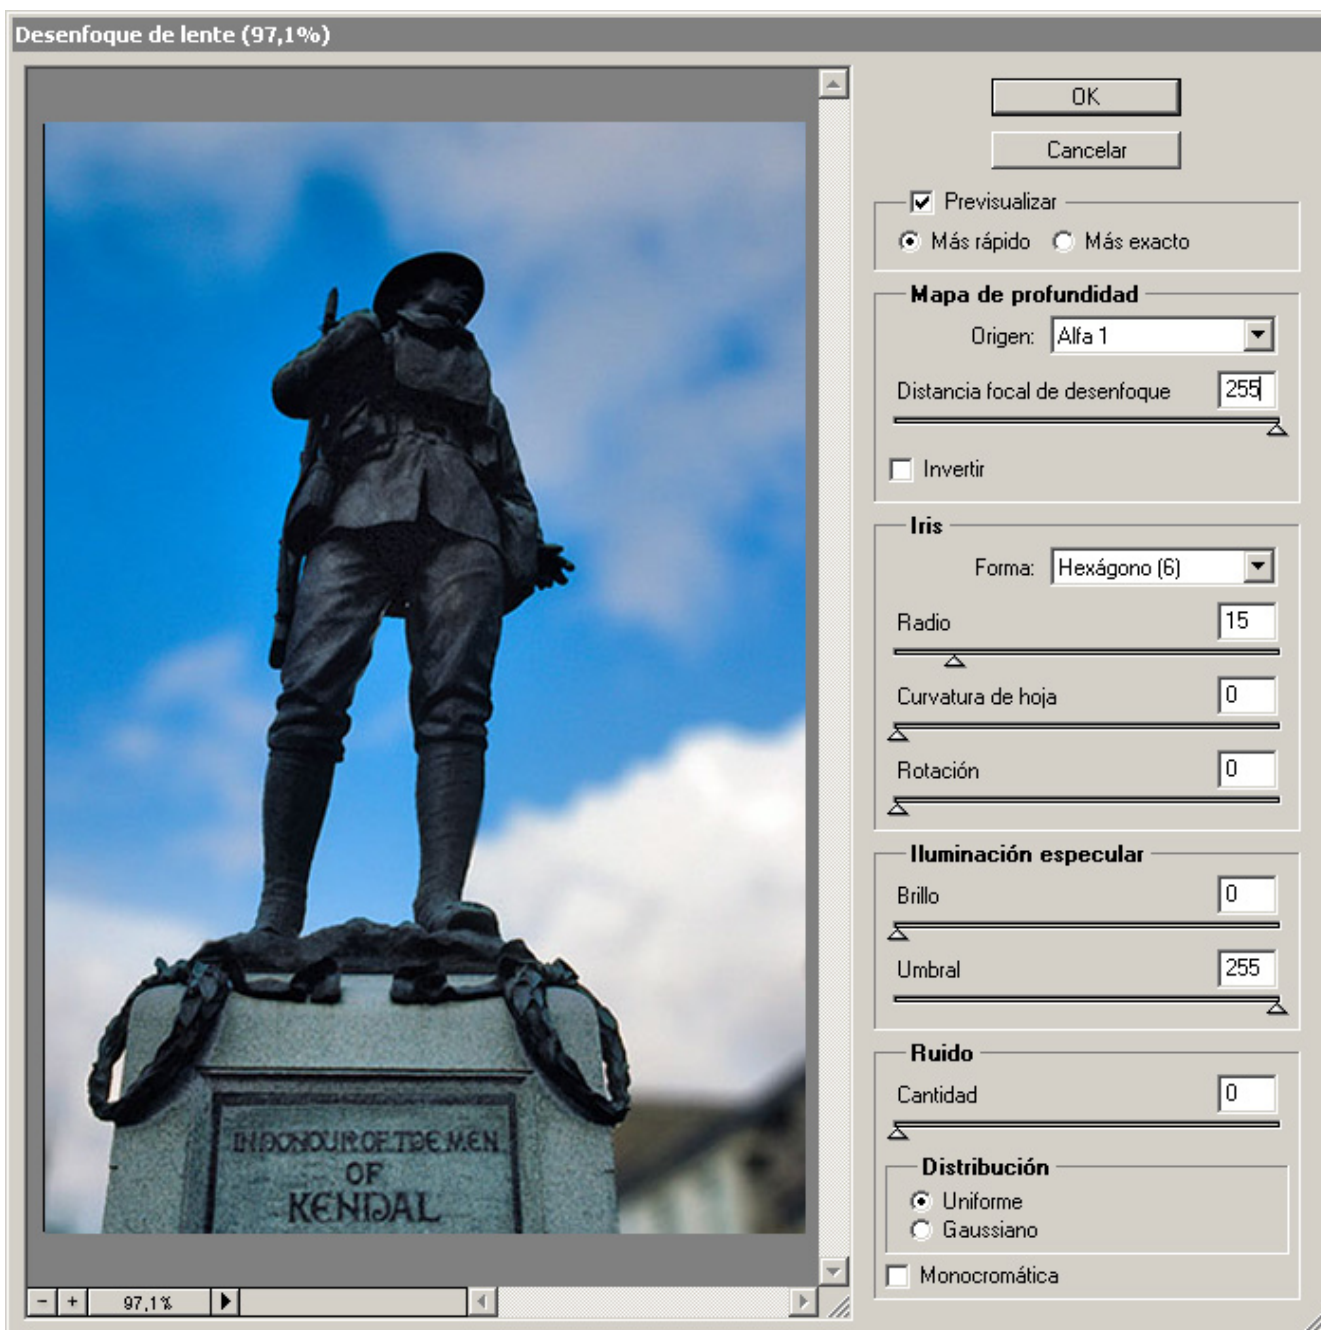 Desenfoque de lente (97,1%)
OK
Cancelar
Previsualizar
Más rápido Más exacto
Mapa de profundidad
Origen: Alfa 1
Distancia focal de desenfoque 255
Invertir
Iris
Forma: Hexágono (6)
Radio 15
Curvatura de hoja 0
Rotación 0
Iluminación especular
Brillo 0
Umbral 255
Ruido
Cantidad 0
Distribución
Uniforme
Gaussiano
Monocromática
IN HONOUR OF THE MEN
OF
KENDAL
- + 97,1%